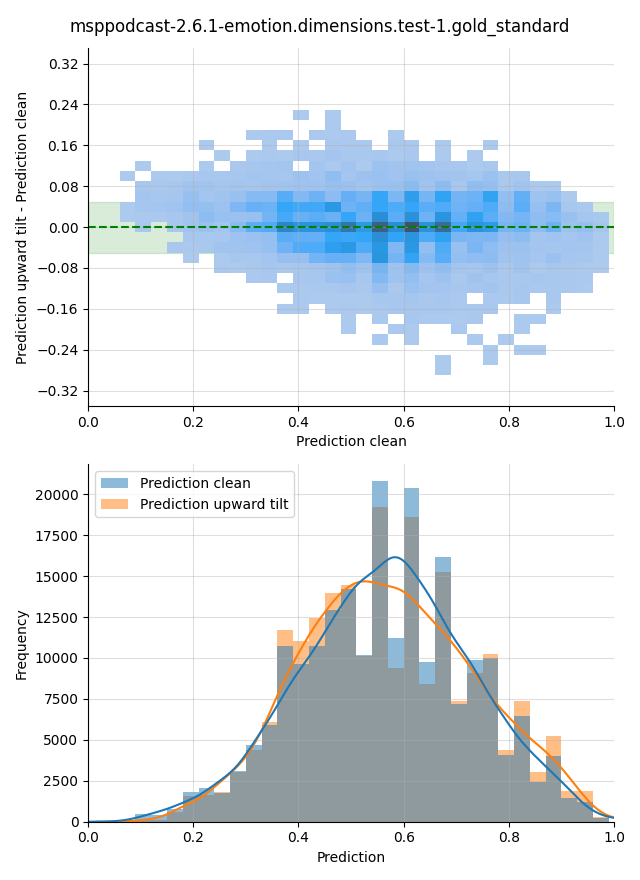 msppodcast-2.6.1-emotion.dimensions.test-1.gold_standard
0.32
0.24
0.16
0.08
0.00
−0.08
−0.16
−0.24
−0.32
Prediction upward tilt - Prediction clean
0.0 0.2 0.4 0.6 0.8 1.0
Prediction clean
Prediction clean
Prediction upward tilt
20000
17500
15000
12500
10000
7500
5000
2500
0
Frequency
0.0 0.2 0.4 0.6 0.8 1.0
Prediction